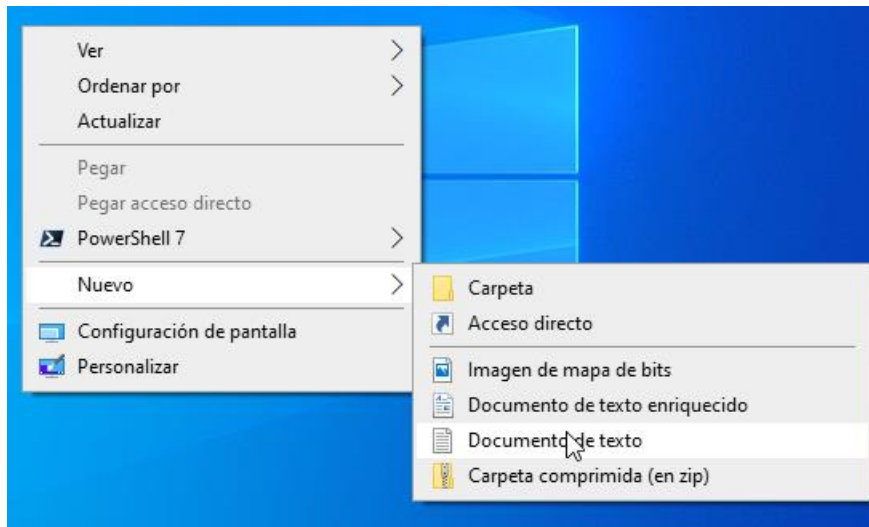 Ver
Ordenar por
Actualizar
Pegar
Pegar acceso directo
PowerShell 7
Nuevo
Configuración de pantalla
Personalizar
Carpeta
Acceso directo
Imagen de mapa de bits
Documento de texto enriquecido
Documento de texto
Carpeta comprimida (en zip)